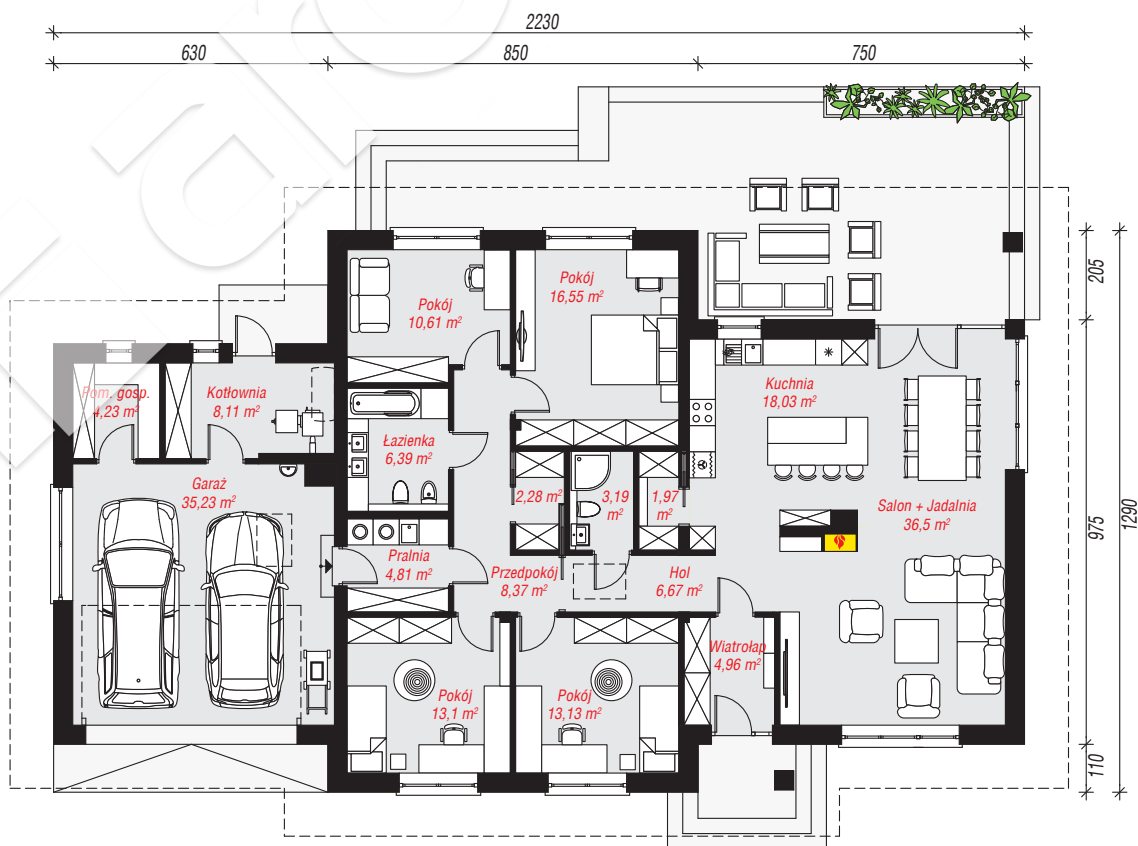 2230
630 850 750
205
975
1290
110
Pokój
10,61 m²
Pokój
16,55 m²
Pom. gosp.
4,23 m²
Kotłownia
8,11 m²
Kuchnia
18,03 m²
Łazienka
6,39 m²
Garaż
35,23 m²
2,28 m²
3,19
m²
1,97
m²
Salon + Jadalnia
36,5 m²
Pralnia
4,81 m²
Przedpokój
8,37 m²
Hol
6,67 m²
Wiatrołap
4,96 m²
Pokój
13,1 m²
Pokój
13,13 m²